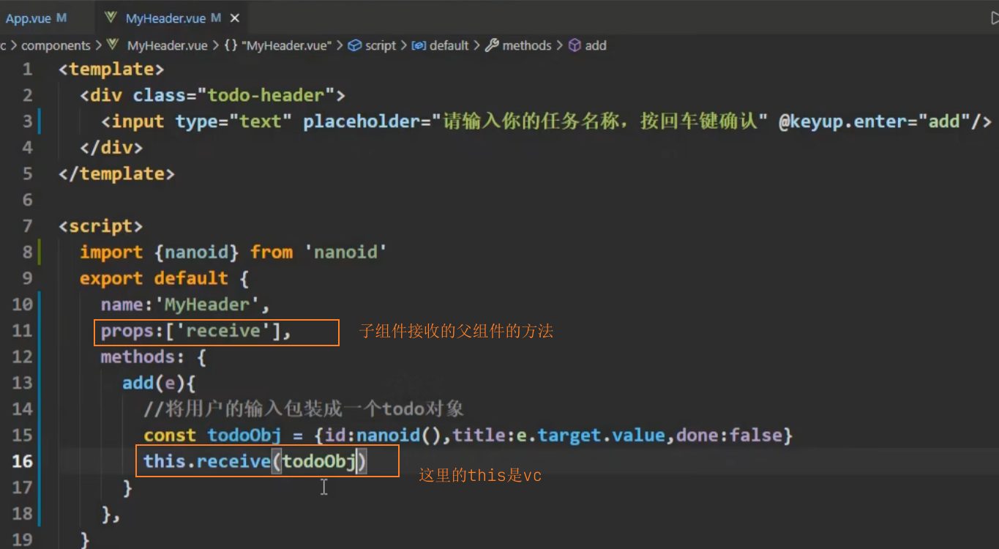 App.vue M MyHeader.vue M ×
c > components > MyHeader.vue > {} "MyHeader.vue" > script > default > methods > add
1 <template>
2 <div class="todo-header">
3 <input type="text" placeholder="请输入你的任务名称，按回车键确认" @keyup.enter="add"/>
4 </div>
5 </template>
6
7 <script>
8 import {nanoid} from 'nanoid'
9 export default {
10 name:'MyHeader',
11 props:['receive'], 子组件接收的父组件的方法
12 methods: {
13 add(e){
14 //将用户的输入包装成一个todo对象
15 const todoObj = {id:nanoid(),title:e.target.value,done:false}
16 this.receive(todoObj) 这里的this是vc
17 }
18 },
19 }